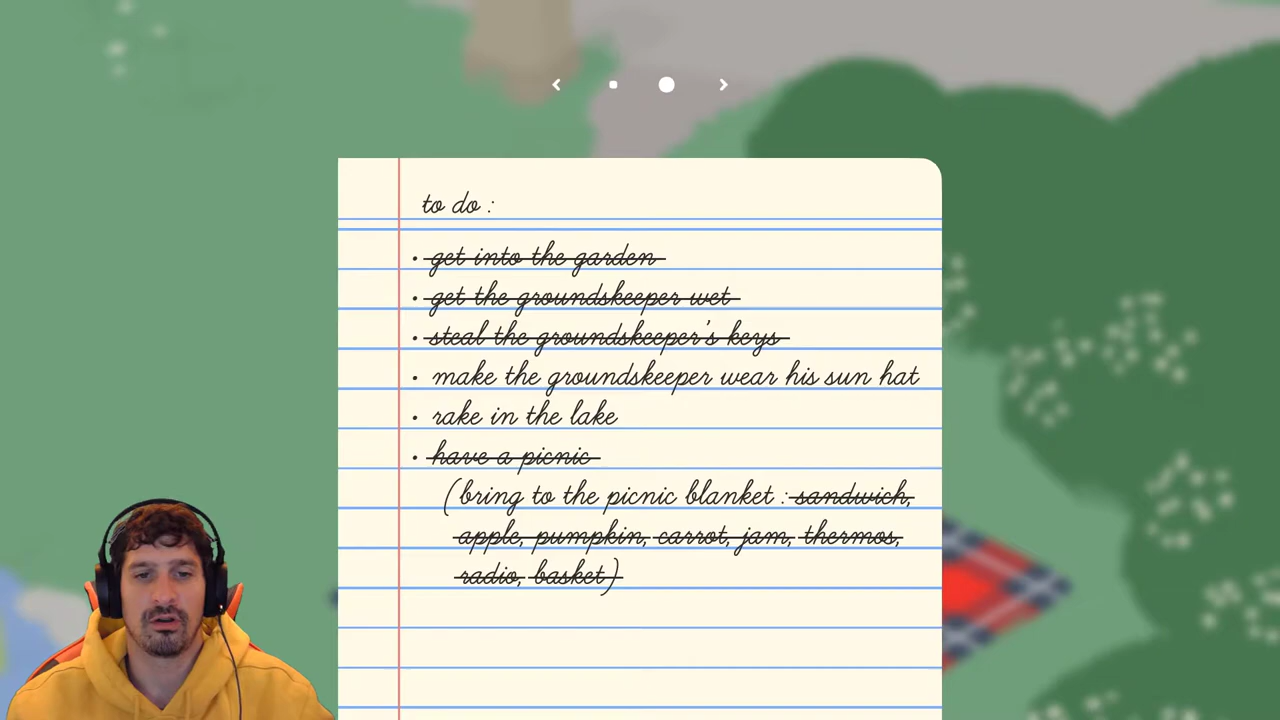 to do :
• get into the garden
• get the groundskeeper wet
• steal the groundskeeper's keys
• make the groundskeeper wear his sun hat
• rake in the lake
• have a picnic
(bring to the picnic blanket : sandwich,
apple, pumpkin, carrot, jam, thermos,
radio, basket)